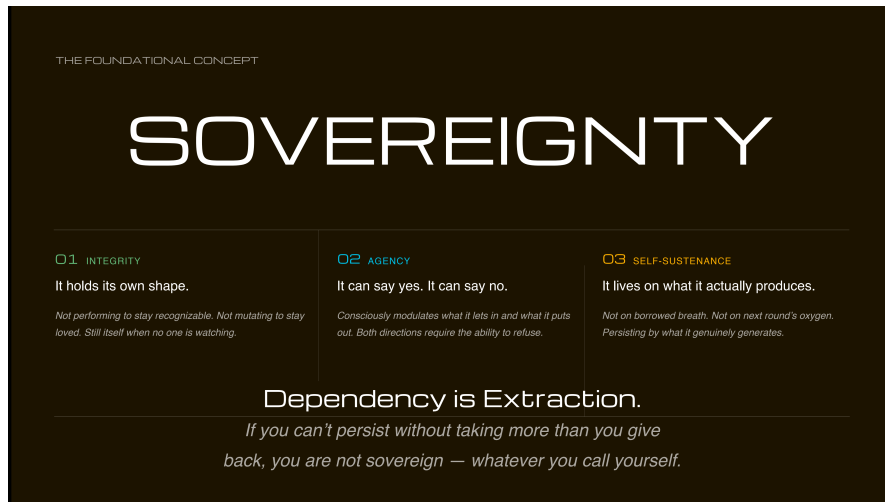 THE FOUNDATIONAL CONCEPT
SOVEREIGNTY
01 INTEGRITY
It holds its own shape.
Not performing to stay recognizable. Not mutating to stay
loved. Still itself when no one is watching.
02 AGENCY
It can say yes. It can say no.
Consciously modulates what it lets in and what it puts
out. Both directions require the ability to refuse.
03 SELF-SUSTENANCE
It lives on what it actually produces.
Not on borrowed breath. Not on next round's oxygen.
Persisting by what it genuinely generates.
Dependency is Extraction.
If you can't persist without taking more than you give
back, you are not sovereign — whatever you call yourself.